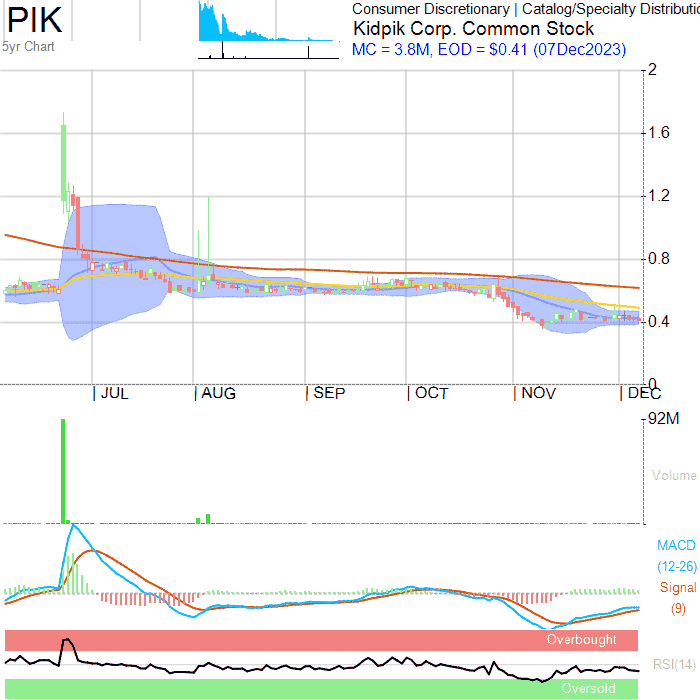 PIK
5yr Chart
Consumer Discretionary | Catalog/Specialty Distributio
Kidpik Corp. Common Stock
MC = 3.8M, EOD = $0.41 (07Dec2023)
2
1.6
1.2
0.8
0.4
0
JUL
AUG
SEP
OCT
NOV
DEC
92M
Volume
MACD
(12-26)
Signal
(9)
Overbought
RSI(14)
Oversold